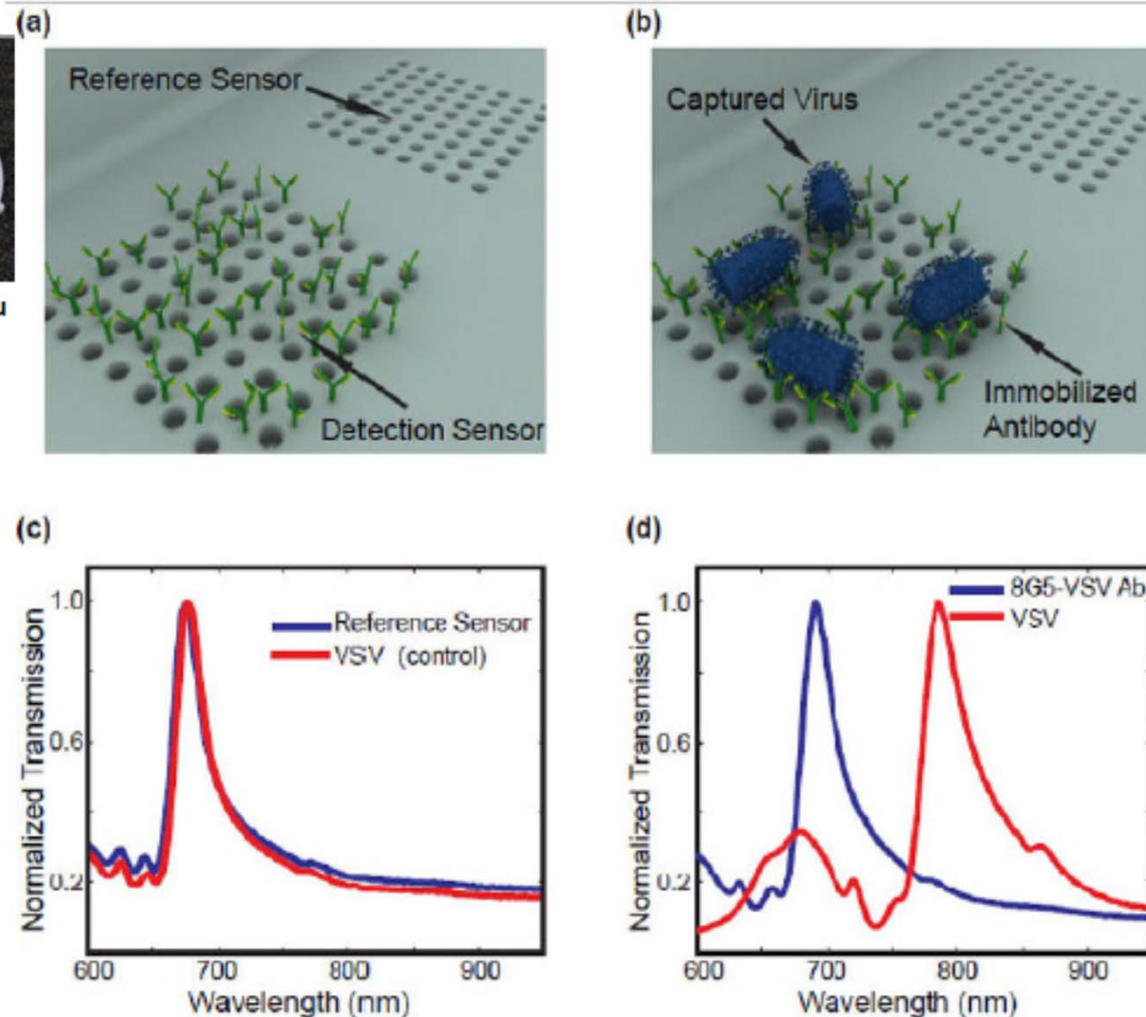 (a)
Reference Sensor
Detection Sensor
u
(b)
Captured Virus
Immobilized
Antibody
(c)
Normalized Transmission
1.0
0.6
0.2
Reference Sensor
VSV (control)
600 700 800 900
Wavelength (nm)
(d)
Normalized Transmission
1.0
0.6
0.2
8G5-VSV Ab
VSV
600 700 800 900
Wavelength (nm)